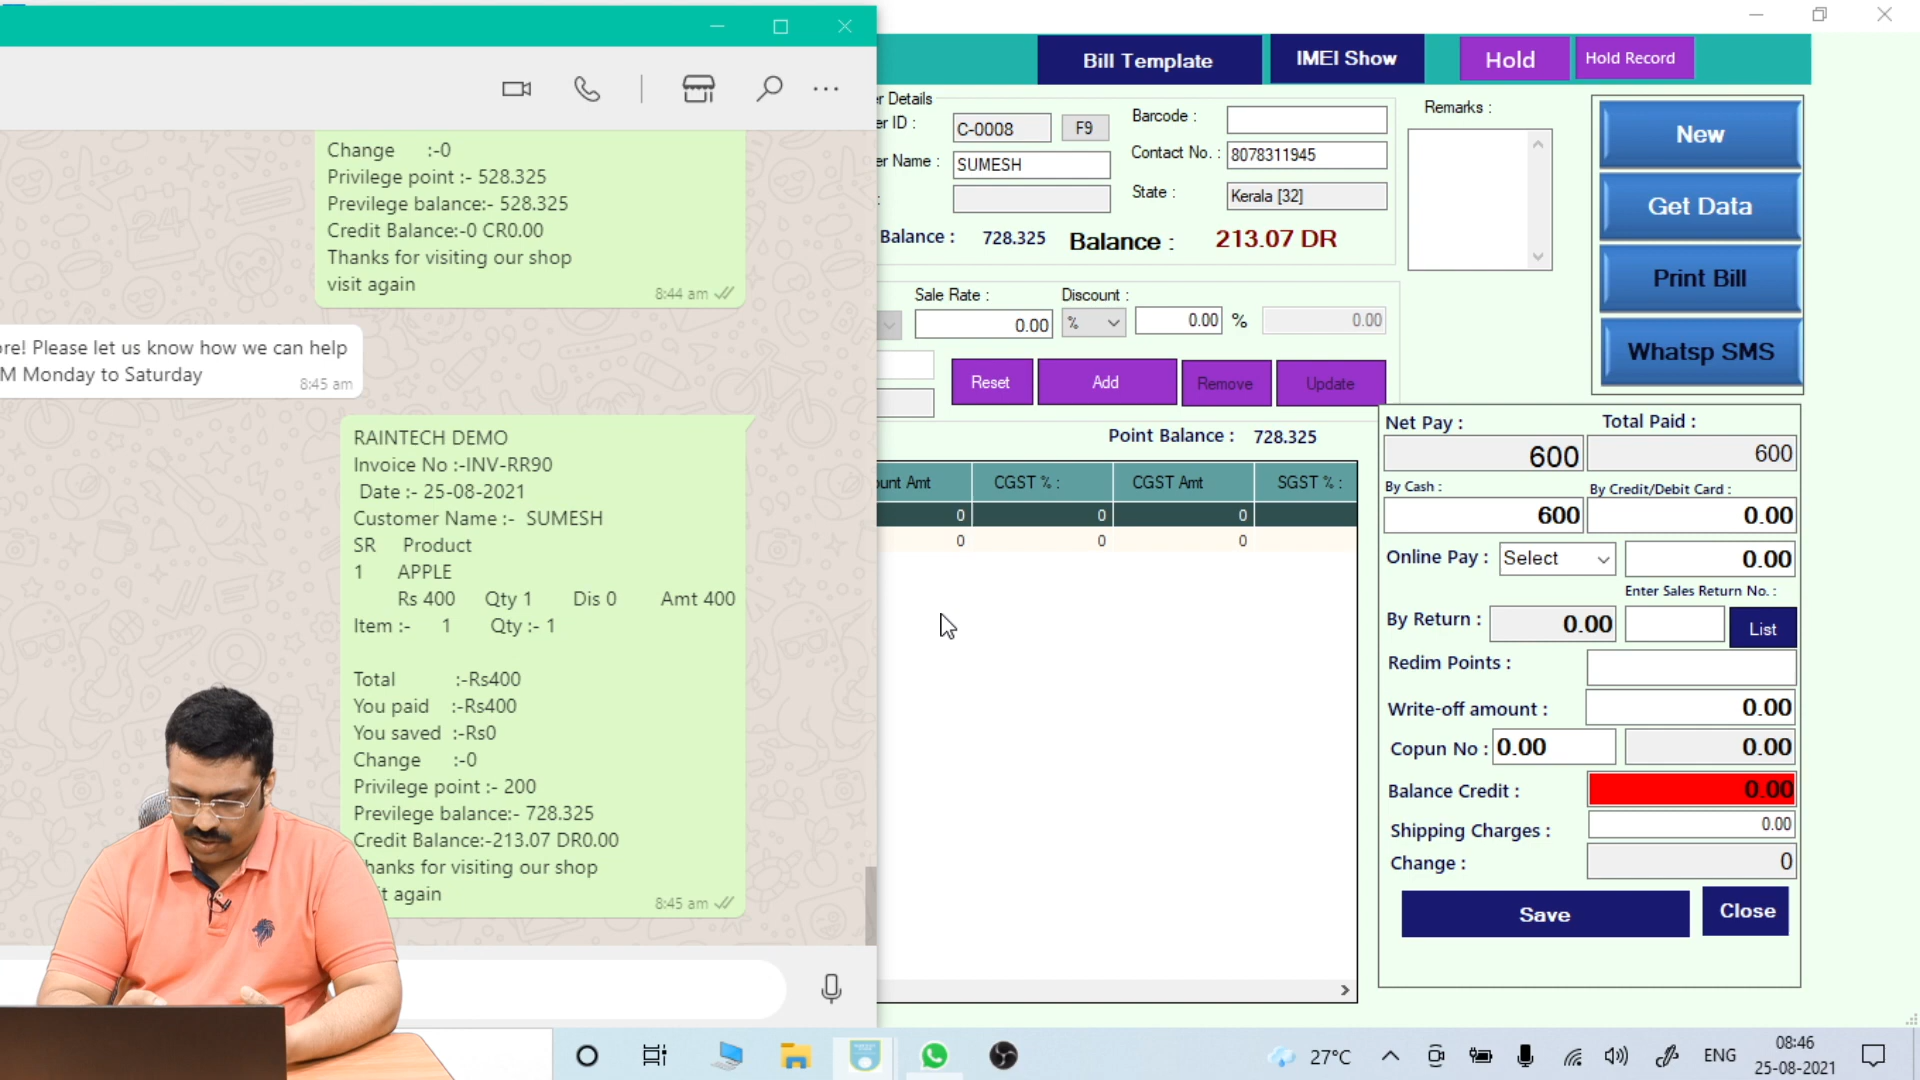 Change :-0
Privilege point :- 528.325
Previlege balance:- 528.325
Credit Balance:-0 CR0.00
Thanks for visiting our shop
visit again
8:44 am
ore! Please let us know how we can help
M Monday to Saturday
8:45 am
RAINTECH DEMO
Invoice No :-INV-RR90
Date :- 25-08-2021
Customer Name :- SUMESH
SR Product
1 APPLE
Rs 400 Qty 1 Dis 0 Amt 400
Item :- 1 Qty :- 1
Total :-Rs400
You paid :-Rs400
You saved :-Rs0
Change :-0
Privilege point :- 200
Previlege balance:- 728.325
Credit Balance:-213.07 DR0.00
hanks for visiting our shop
t again
8:45 am
Bill Template
IMEI Show
Hold
Hold Record
er Details
er ID : C-0008 F9
Barcode :
er Name : SUMESH
Contact No. : 8078311945
:
State : Kerala [32]
Balance : 728.325
Balance : 213.07 DR
Remarks :
New
Get Data
Print Bill
Whatsp SMS
Sale Rate : 0.00
Discount : % 0.00 % 0.00
Reset
Add
Remove
Update
Point Balance : 728.325
ount Amt CGST % : CGST Amt SGST % :
0 0 0
0 0 0
Net Pay : Total Paid :
600 600
By Cash : By Credit/Debit Card :
600 0.00
Online Pay : Select 0.00
Enter Sales Return No. :
By Return : 0.00 List
Redim Points :
Write-off amount : 0.00
Copun No : 0.00 0.00
Balance Credit : 0.00
Shipping Charges : 0.00
Change : 0
Save
Close
27°C
ENG
08:46
25-08-2021